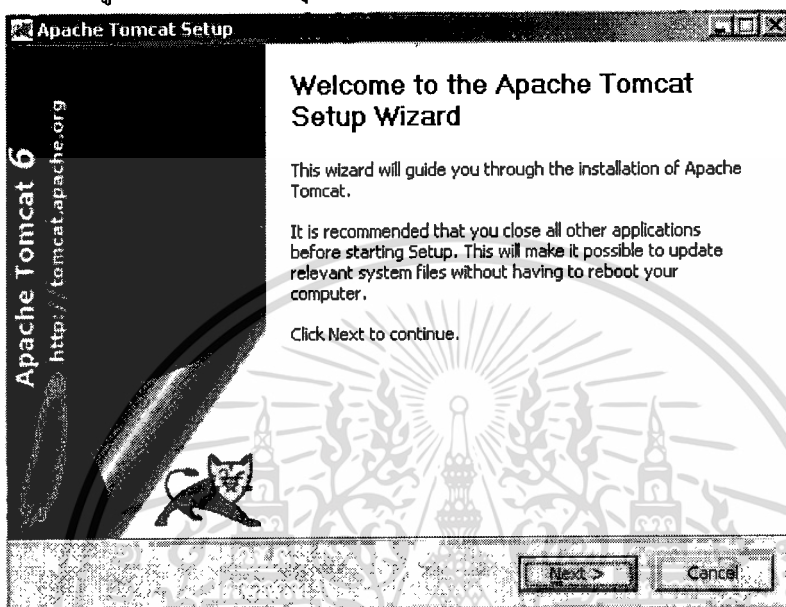 Apache Tomcat Setup
Apache Tomcat 6
http://tomcat.apache.org
Welcome to the Apache Tomcat
Setup Wizard
This wizard will guide you through the installation of Apache
Tomcat.
It is recommended that you close all other applications
before starting Setup. This will make it possible to update
relevant system files without having to reboot your
computer.
Click Next to continue.
Next >
Cancel